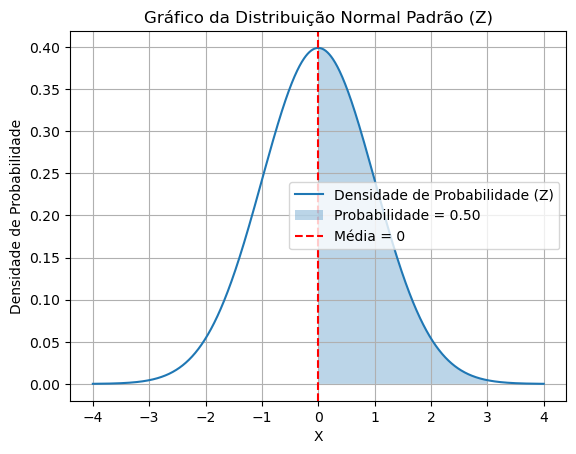 Gráfico da Distribuição Normal Padrão (Z)
0.40
0.35
0.30
0.25
0.20
0.15
0.10
0.05
0.00
Densidade de Probabilidade
Densidade de Probabilidade (Z)
Probabilidade = 0.50
Média = 0
−4 −3 −2 −1 0 1 2 3 4
X